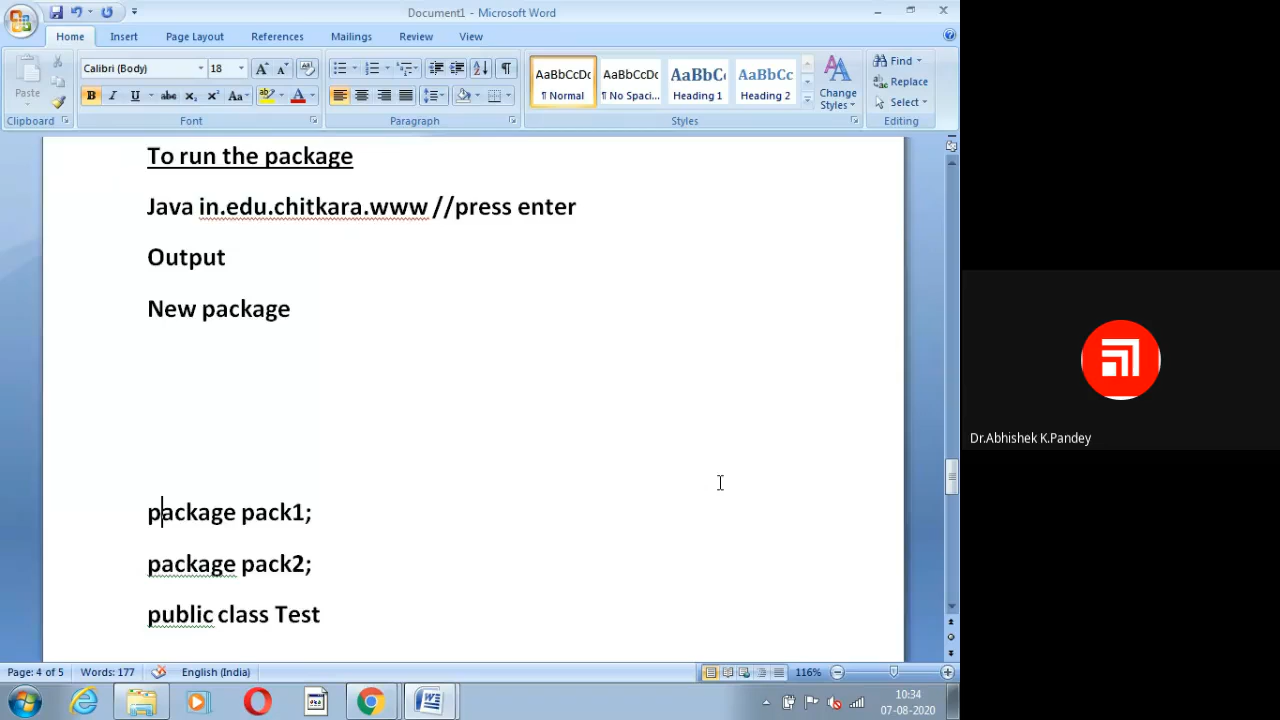 Document1 - Microsoft Word
Home Insert Page Layout References Mailings Review View
Paste
Calibri (Body) 18
AaBbCcDc AaBbCcDc AaBbC AaBbCc
¶ Normal ¶ No Spaci... Heading 1 Heading 2
Change Styles
Find
Replace
Select
Clipboard Font Paragraph Styles Editing
To run the package
Java in.edu.chitkara.www //press enter
Output
New package
package pack1;
package pack2;
public class Test
Dr.Abhishek K.Pandey
Page: 4 of 5 Words: 177 English (India) 116%
10:34
07-08-2020